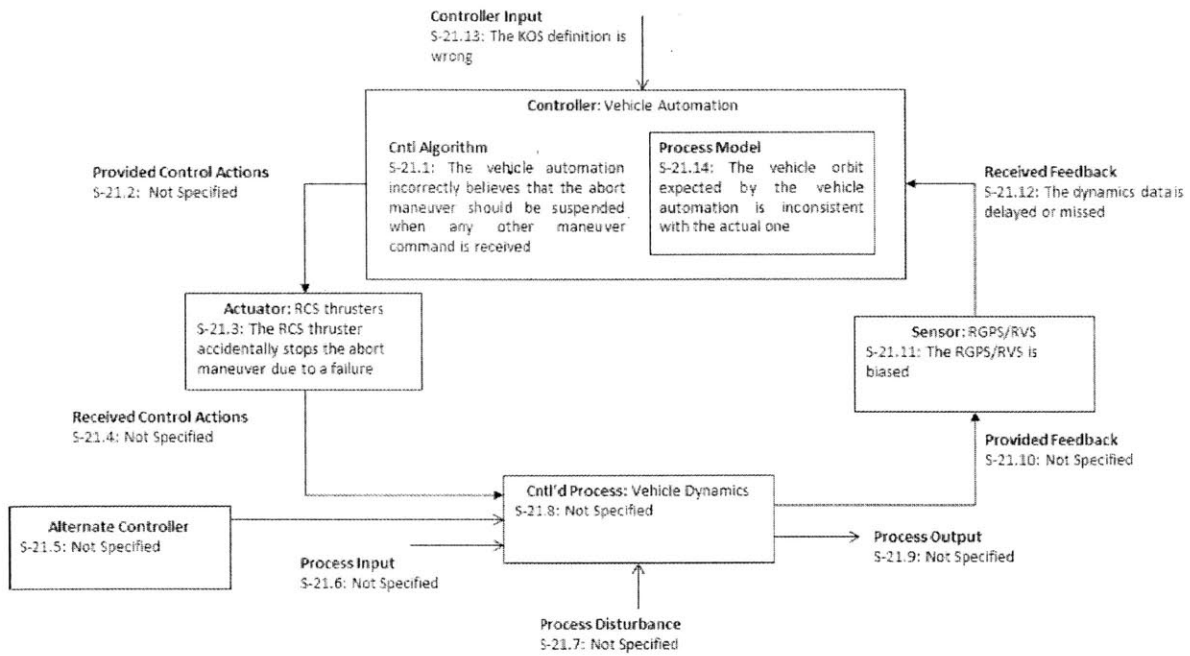 Controller Input
S-21.13: The KOS definition is
wrong
Controller: Vehicle Automation
Cntl Algorithm
S-21.1: The vehicle automation
incorrectly believes that the abort
maneuver should be suspended
when any other maneuver
command is received
Process Model
S-21.14: The vehicle orbit
expected by the vehicle
automation is inconsistent
with the actual one
Provided Control Actions
S-21.2: Not Specified
Received Feedback
S-21.12: The dynamics data is
delayed or missed
Actuator: RCS thrusters
S-21.3: The RCS thruster
accidentally stops the abort
maneuver due to a failure
Sensor: RGPS/RVS
S-21.11: The RGPS/RVS is
biased
Received Control Actions
S-21.4: Not Specified
Provided Feedback
S-21.10: Not Specified
Cntl'd Process: Vehicle Dynamics
S-21.8: Not Specified
Alternate Controller
S-21.5: Not Specified
Process Input
S-21.6: Not Specified
Process Output
S-21.9: Not Specified
Process Disturbance
S-21.7: Not Specified